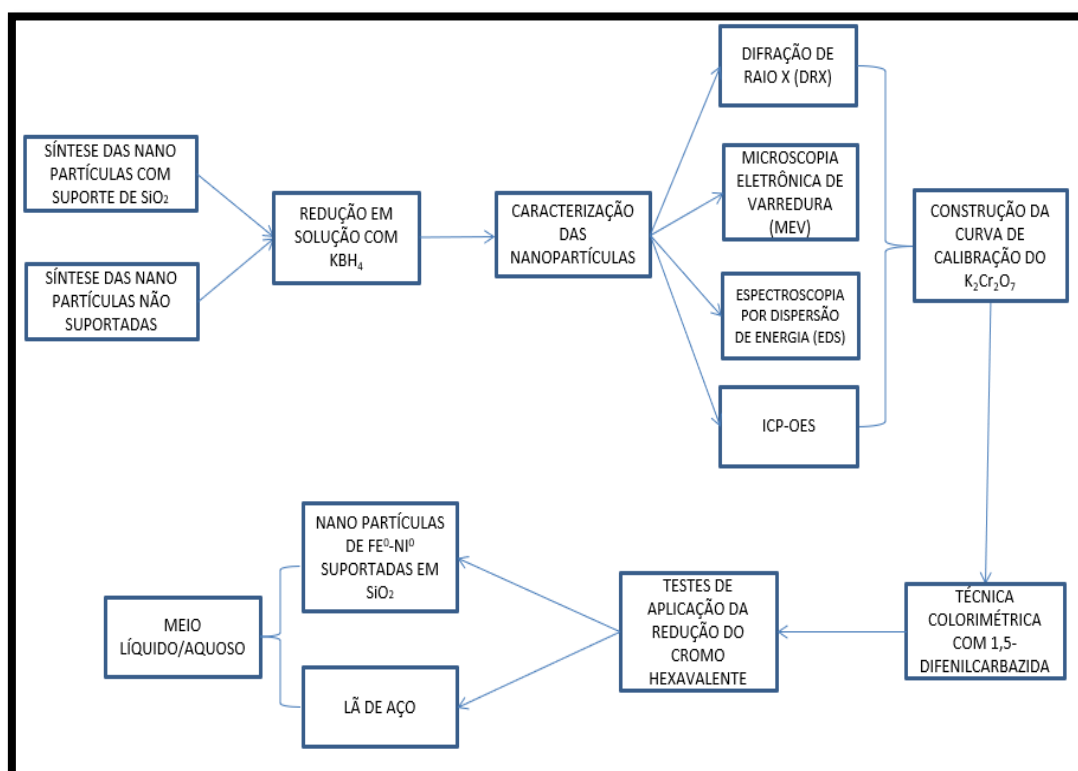 SÍNTESE DAS NANO
PARTÍCULAS COM
SUPORTE DE SiO₂
SÍNTESE DAS NANO
PARTÍCULAS NÃO
SUPORTADAS
REDUÇÃO EM
SOLUÇÃO COM
KBH₄
CARACTERIZAÇÃO
DAS
NANOPARTÍCULAS
DIFRAÇÃO DE
RAIO X (DRX)
MICROSCOPIA
ELETRÔNICA DE
VARREDURA
(MEV)
ESPECTROSCOPIA
POR DISPERSÃO
DE ENERGIA (EDS)
ICP-OES
CONSTRUÇÃO DA
CURVA DE
CALIBRAÇÃO DO
K₂Cr₂O₇
TÉCNICA
COLORIMÉTRICA
COM 1,5-
DIFENILCARBAZIDA
TESTES DE
APLICAÇÃO DA
REDUÇÃO DO
CROMO
HEXAVALENTE
NANO PARTÍCULAS
DE FE⁰-NI⁰
SUPORTADAS EM
SiO₂
LÃ DE AÇO
MEIO
LÍQUIDO/AQUOSO